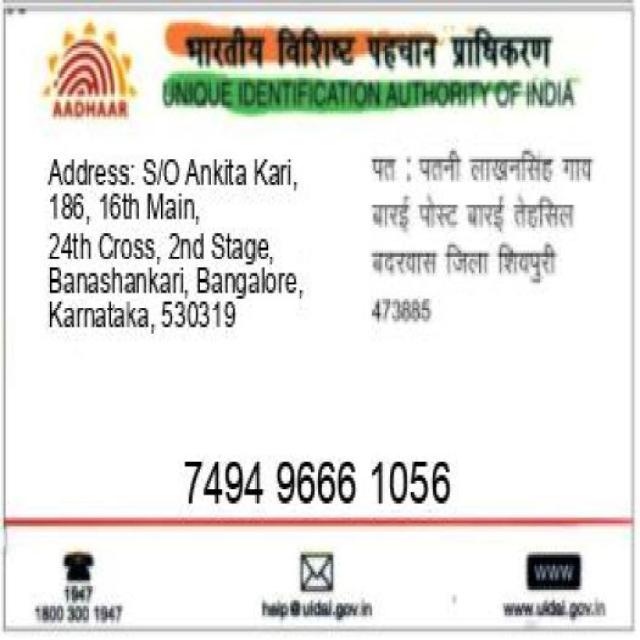 भारतीय विशिष्ट पहचान प्राधिकरण
AADHAAR
UNIQUE IDENTIFICATION AUTHORITY OF INDIA
Address: S/O Ankita Kari,
186, 16th Main,
24th Cross, 2nd Stage,
Banashankari, Bangalore,
Karnataka, 530319
पत : पतनी लाखनसिंह गाव
बारई पोस्ट बारई तेहसिल
बदरवास जिला शिवपुरी
473885
7494 9666 1056
1947
1800 300 1947
help@uidai.gov.in
www
www.uidai.gov.in